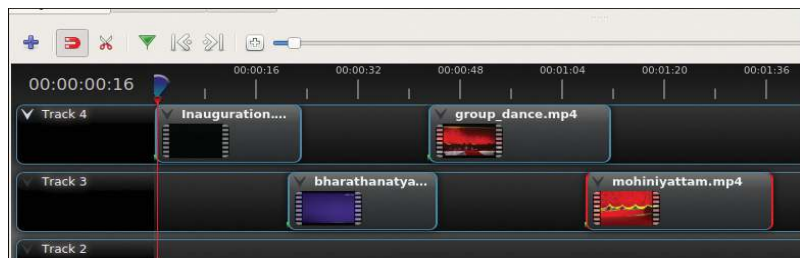 00:00:00:16
00:00:16 00:00:32 00:00:48 00:01:04 00:01:20 00:01:36
Track 4
Inauguration....
group_dance.mp4
Track 3
bharathanatya...
mohiniyattam.mp4
Track 2